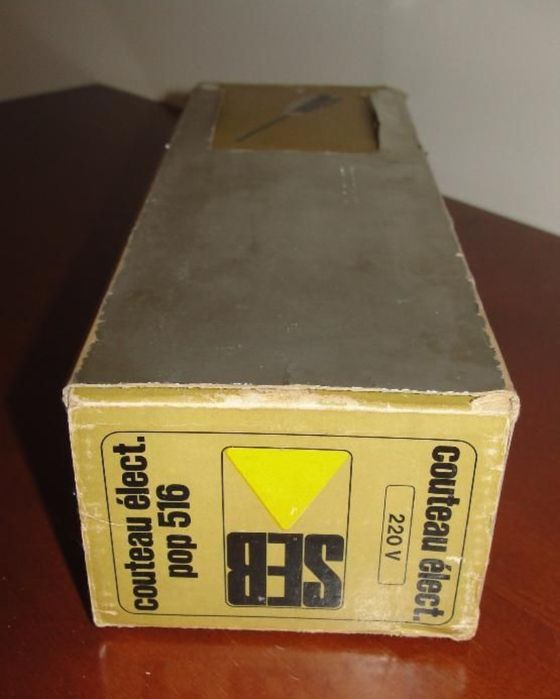 couteau élect.
pop 516
SEB
220 V
couteau élect.